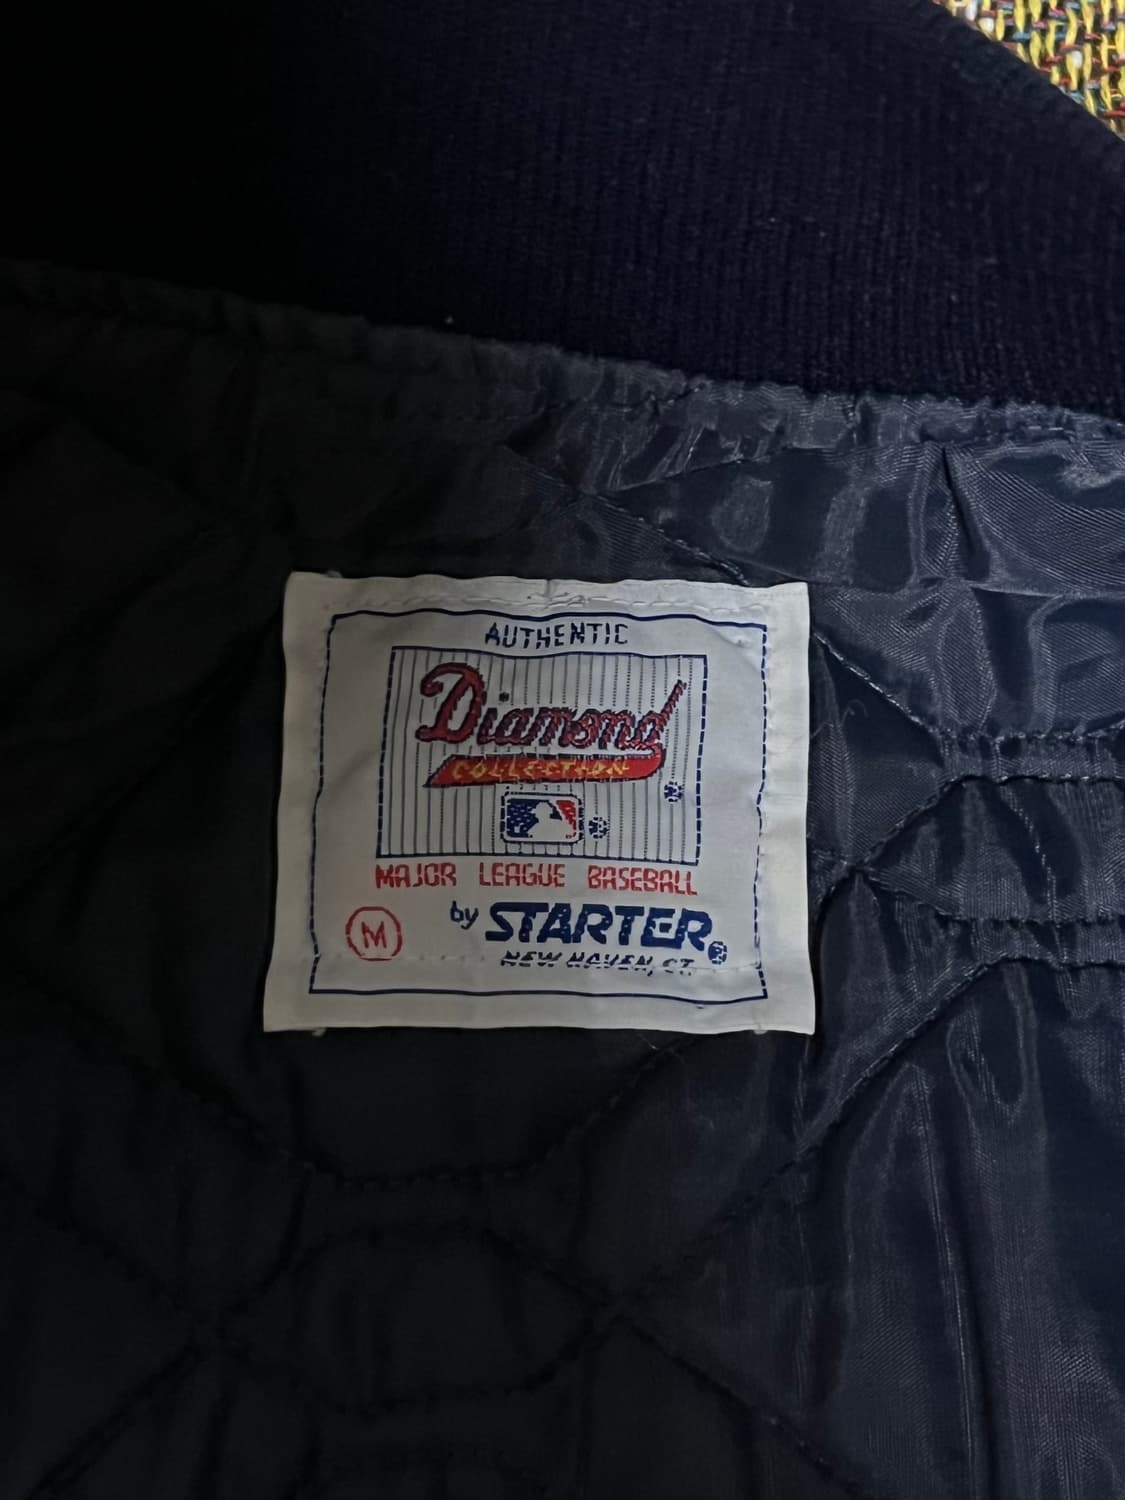 AUTHENTIC
Diamond
COLLECTION
MAJOR LEAGUE BASEBALL
M
by STARTER®
NEW HAVEN, CT.